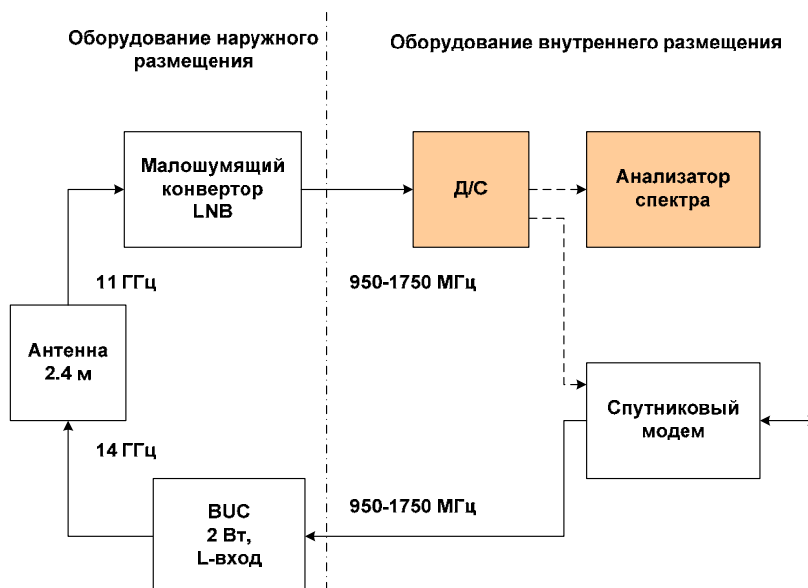 Оборудование наружного
размещения
Оборудование внутреннего размещения
Малошумящий
конвертор
LNB
Д/С
Анализатор
спектра
11 ГГц
950-1750 МГц
Антенна
2.4 м
Спутниковый
модем
14 ГГц
950-1750 МГц
BUC
2 Вт,
L-вход